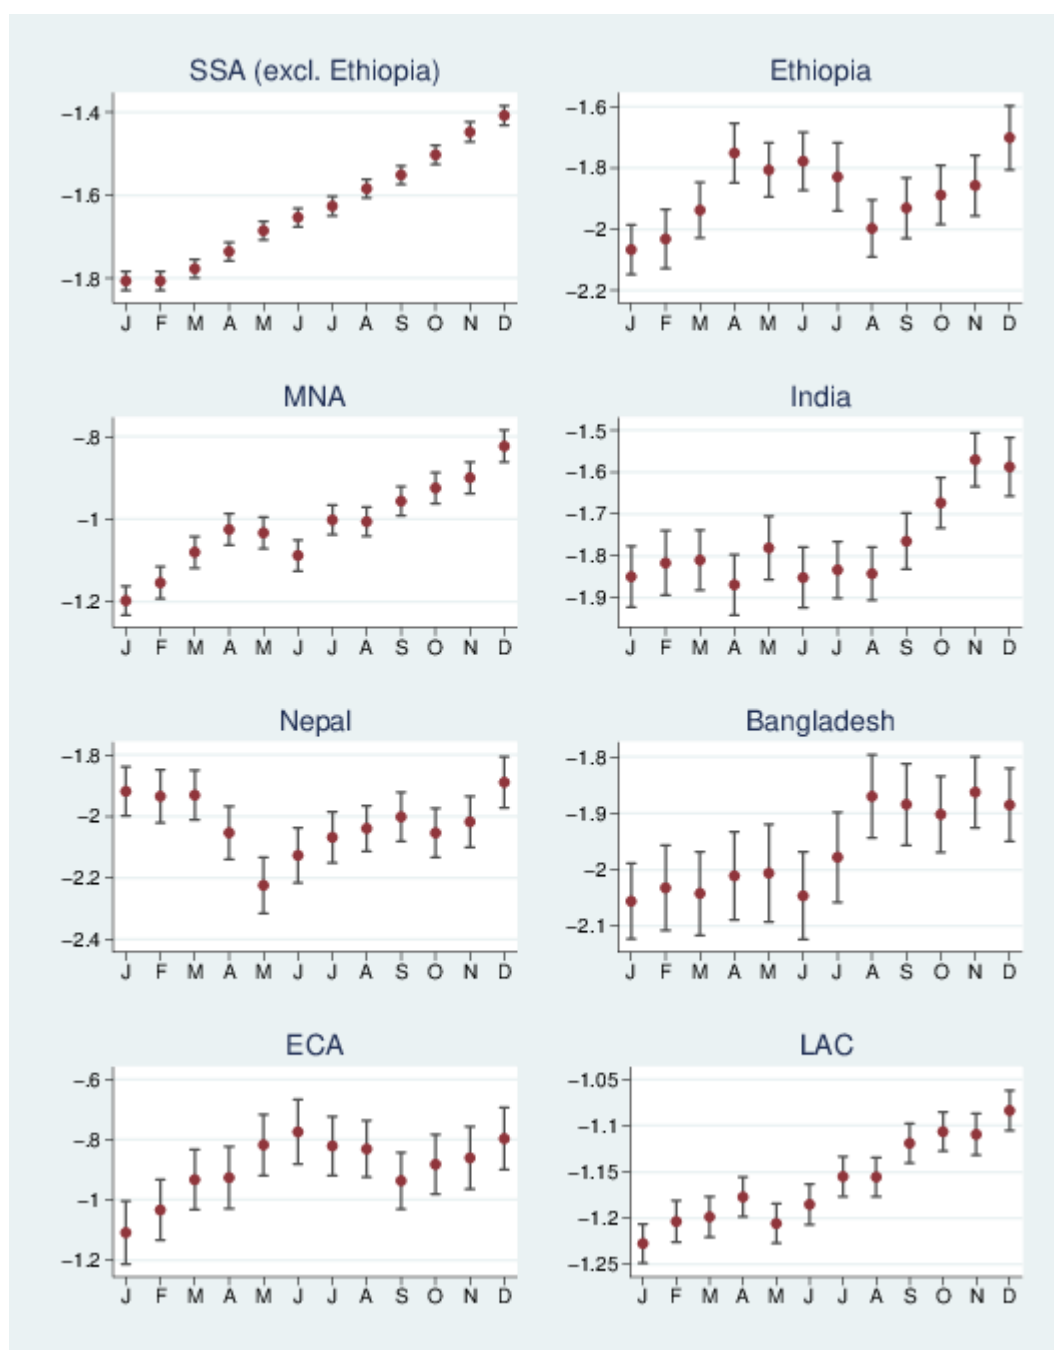 SSA (excl. Ethiopia)
−1.4
−1.6
−1.8
J F M A M J J A S O N D
Ethiopia
−1.6
−1.8
−2
−2.2
J F M A M J J A S O N D
MNA
−.8
−1
−1.2
J F M A M J J A S O N D
India
−1.5
−1.6
−1.7
−1.8
−1.9
J F M A M J J A S O N D
Nepal
−1.8
−2
−2.2
−2.4
J F M A M J J A S O N D
Bangladesh
−1.8
−1.9
−2
−2.1
J F M A M J J A S O N D
ECA
−.6
−.8
−1
−1.2
J F M A M J J A S O N D
LAC
−1.05
−1.1
−1.15
−1.2
−1.25
J F M A M J J A S O N D